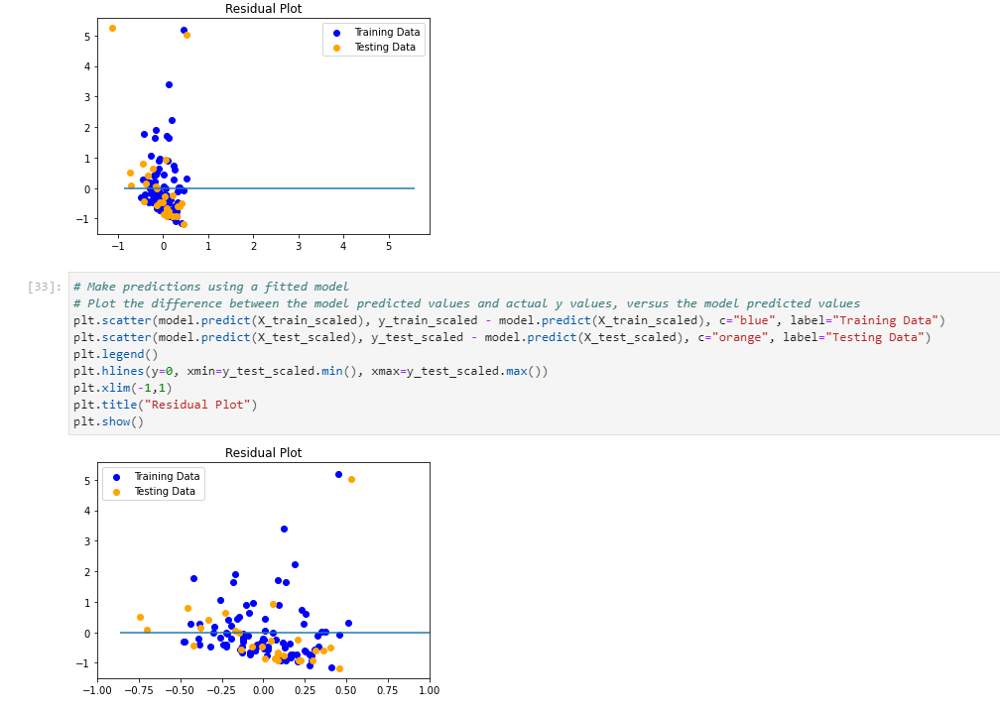 Residual Plot
Training Data
Testing Data
5
4
3
2
1
0
−1
−1 0 1 2 3 4 5
[33]:
# Make predictions using a fitted model
# Plot the difference between the model predicted values and actual y values, versus the model predicted values
plt.scatter(model.predict(X_train_scaled), y_train_scaled - model.predict(X_train_scaled), c="blue", label="Training Data")
plt.scatter(model.predict(X_test_scaled), y_test_scaled - model.predict(X_test_scaled), c="orange", label="Testing Data")
plt.legend()
plt.hlines(y=0, xmin=y_test_scaled.min(), xmax=y_test_scaled.max())
plt.xlim(-1,1)
plt.title("Residual Plot")
plt.show()
Residual Plot
Training Data
Testing Data
5
4
3
2
1
0
−1
−1.00 −0.75 −0.50 −0.25 0.00 0.25 0.50 0.75 1.00